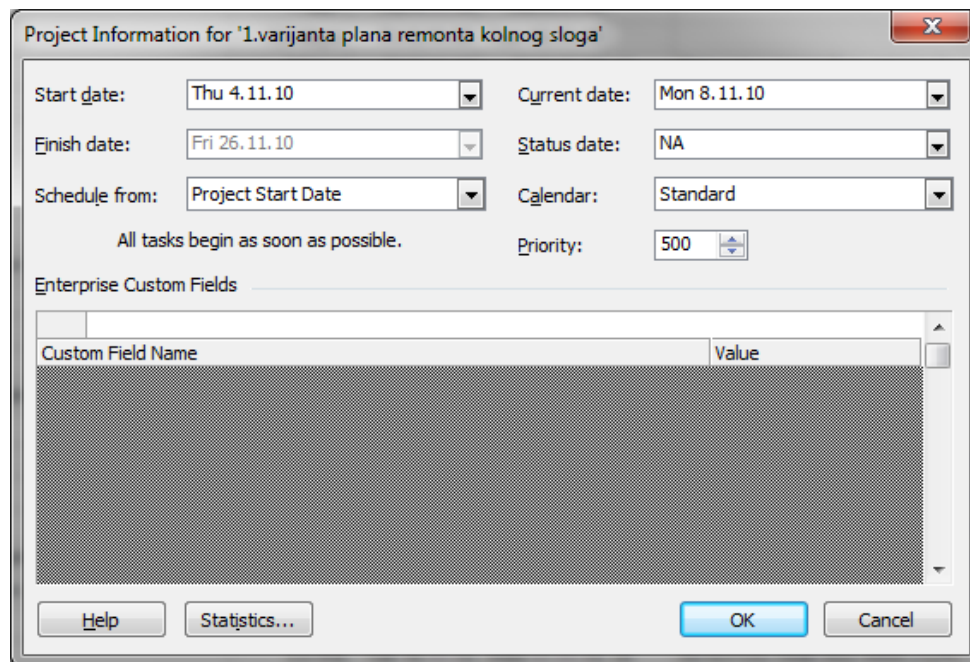 Project Information for '1.varijanta plana remonta kolnog sloga'
Start date: Thu 4.11.10 Current date: Mon 8.11.10
Finish date: Fri 26.11.10 Status date: NA
Schedule from: Project Start Date Calendar: Standard
All tasks begin as soon as possible. Priority: 500
Enterprise Custom Fields
Custom Field Name Value
Help Statistics... OK Cancel